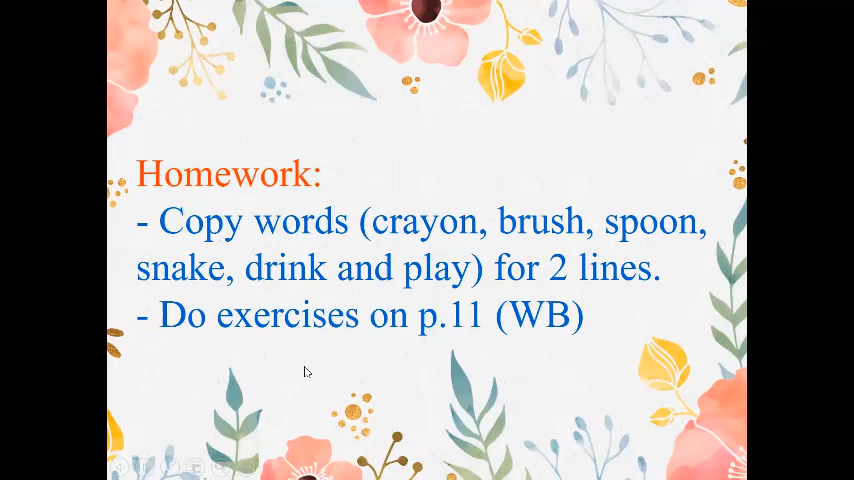 Homework:
- Copy words (crayon, brush, spoon,
snake, drink and play) for 2 lines.
- Do exercises on p.11 (WB)